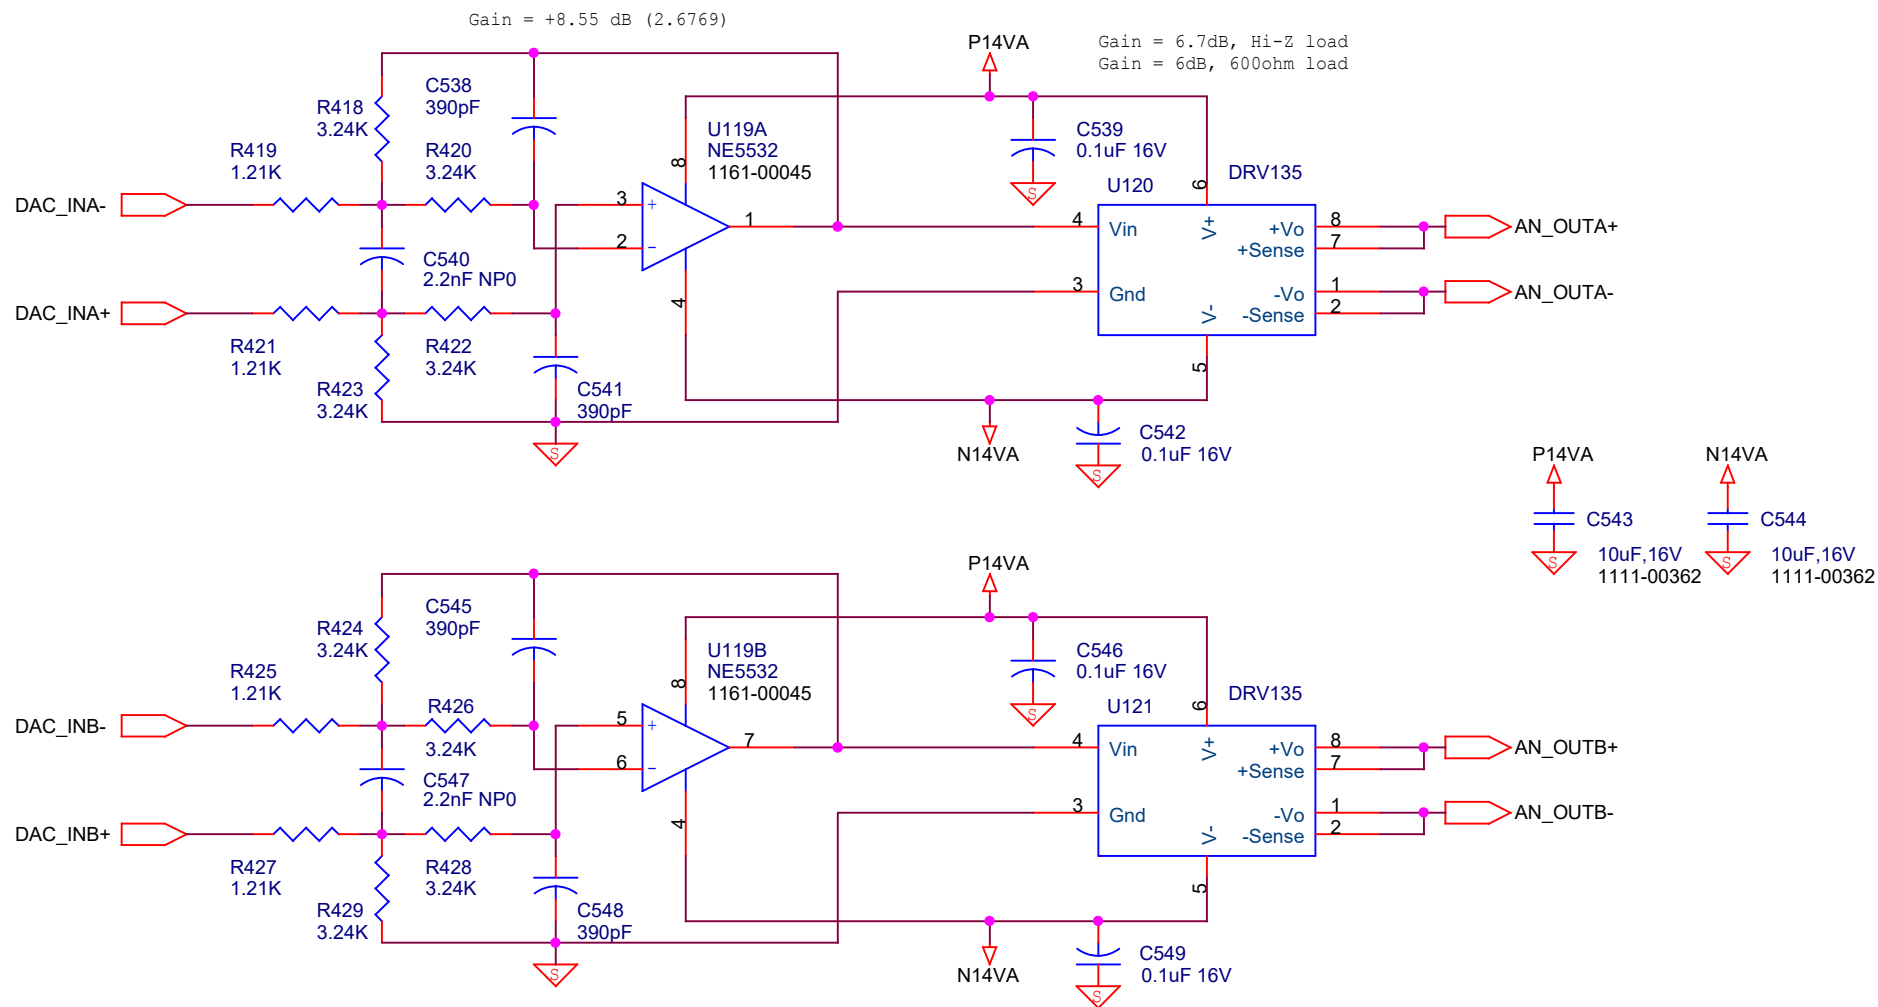 Gain = +8.55 dB (2.6769)
Gain = 6.7dB, Hi-Z load
Gain = 6dB, 600ohm load
P14VA
C538
390pF
R418
3.24K
R419
1.21K
R420
3.24K
DAC_INA-
C540
2.2nF NP0
DAC_INA+
R421
1.21K
R422
3.24K
R423
3.24K
C541
390pF
S
U119A
NE5532
1161-00045
8
3
+
2
−
1
4
C539
0.1uF 16V
S
U120
DRV135
6
4
Vin
V+
+Vo
8
+Sense
7
AN_OUTA+
3
Gnd
V-
-Vo
1
-Sense
2
AN_OUTA-
5
N14VA
C542
0.1uF 16V
S
P14VA
C543
10uF,16V
1111-00362
S
N14VA
C544
10uF,16V
1111-00362
S
P14VA
C545
390pF
R424
3.24K
R425
1.21K
R426
3.24K
DAC_INB-
C547
2.2nF NP0
DAC_INB+
R427
1.21K
R428
3.24K
R429
3.24K
C548
390pF
S
U119B
NE5532
1161-00045
8
5
+
6
−
7
4
C546
0.1uF 16V
S
U121
DRV135
6
4
Vin
V+
+Vo
8
+Sense
7
AN_OUTB+
3
Gnd
V-
-Vo
1
-Sense
2
AN_OUTB-
5
N14VA
C549
0.1uF 16V
S